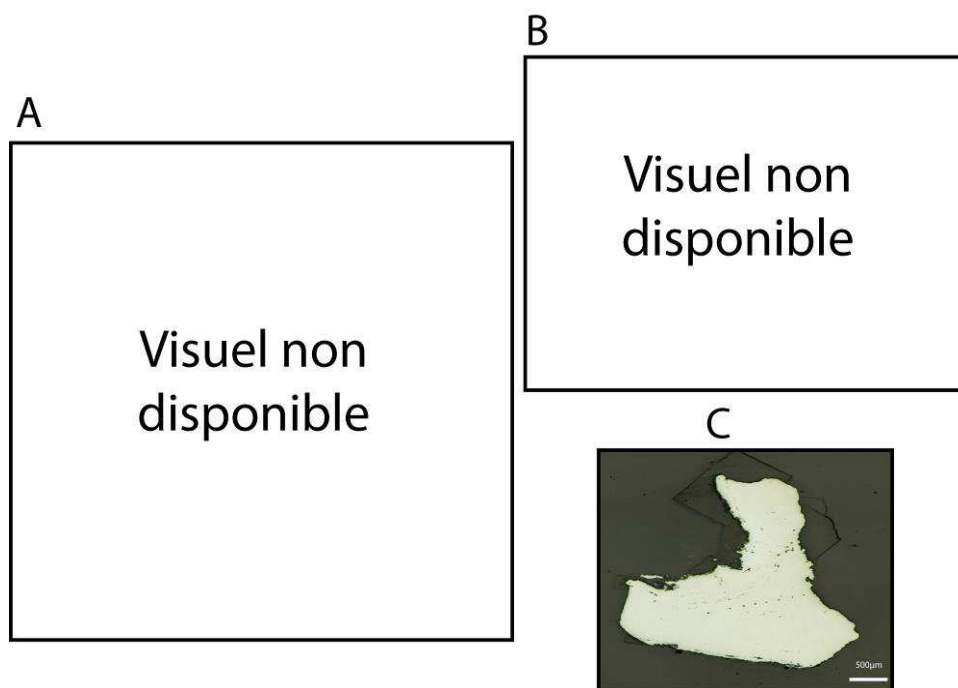 A
Visuel non
disponible
B
Visuel non
disponible
C
500µm